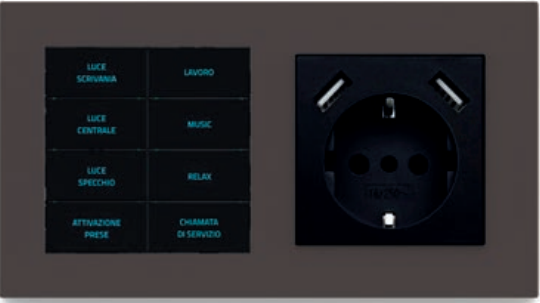 LUCE
SCRIVANIA
LAVORO
LUCE
CENTRALE
MUSIC
LUCE
SPECCHIO
RELAX
ATTIVAZIONE
PRESE
CHIAMATA
DI SERVIZIO